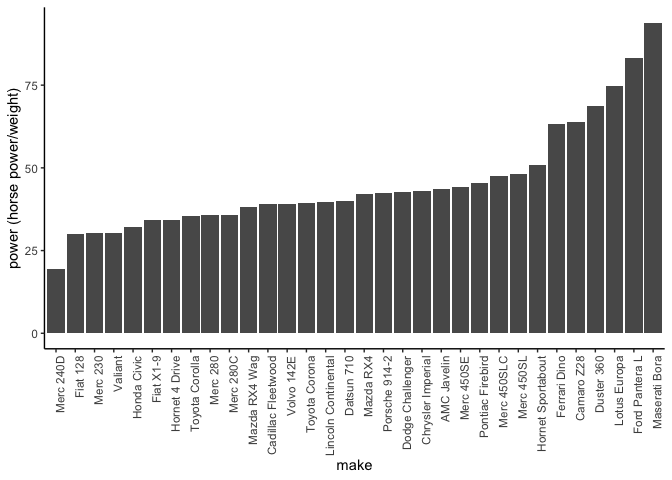 power (horse power/weight)
75
50
25
0
Merc 240D
Fiat 128
Merc 230
Valiant
Honda Civic
Fiat X1-9
Hornet 4 Drive
Toyota Corolla
Merc 280
Merc 280C
Mazda RX4 Wag
Cadillac Fleetwood
Volvo 142E
Toyota Corona
Lincoln Continental
Datsun 710
Mazda RX4
Porsche 914-2
Dodge Challenger
Chrysler Imperial
AMC Javelin
Merc 450SE
Pontiac Firebird
Merc 450SLC
Merc 450SL
Hornet Sportabout
Ferrari Dino
Camaro Z28
Duster 360
Lotus Europa
Ford Pantera L
Maserati Bora
make